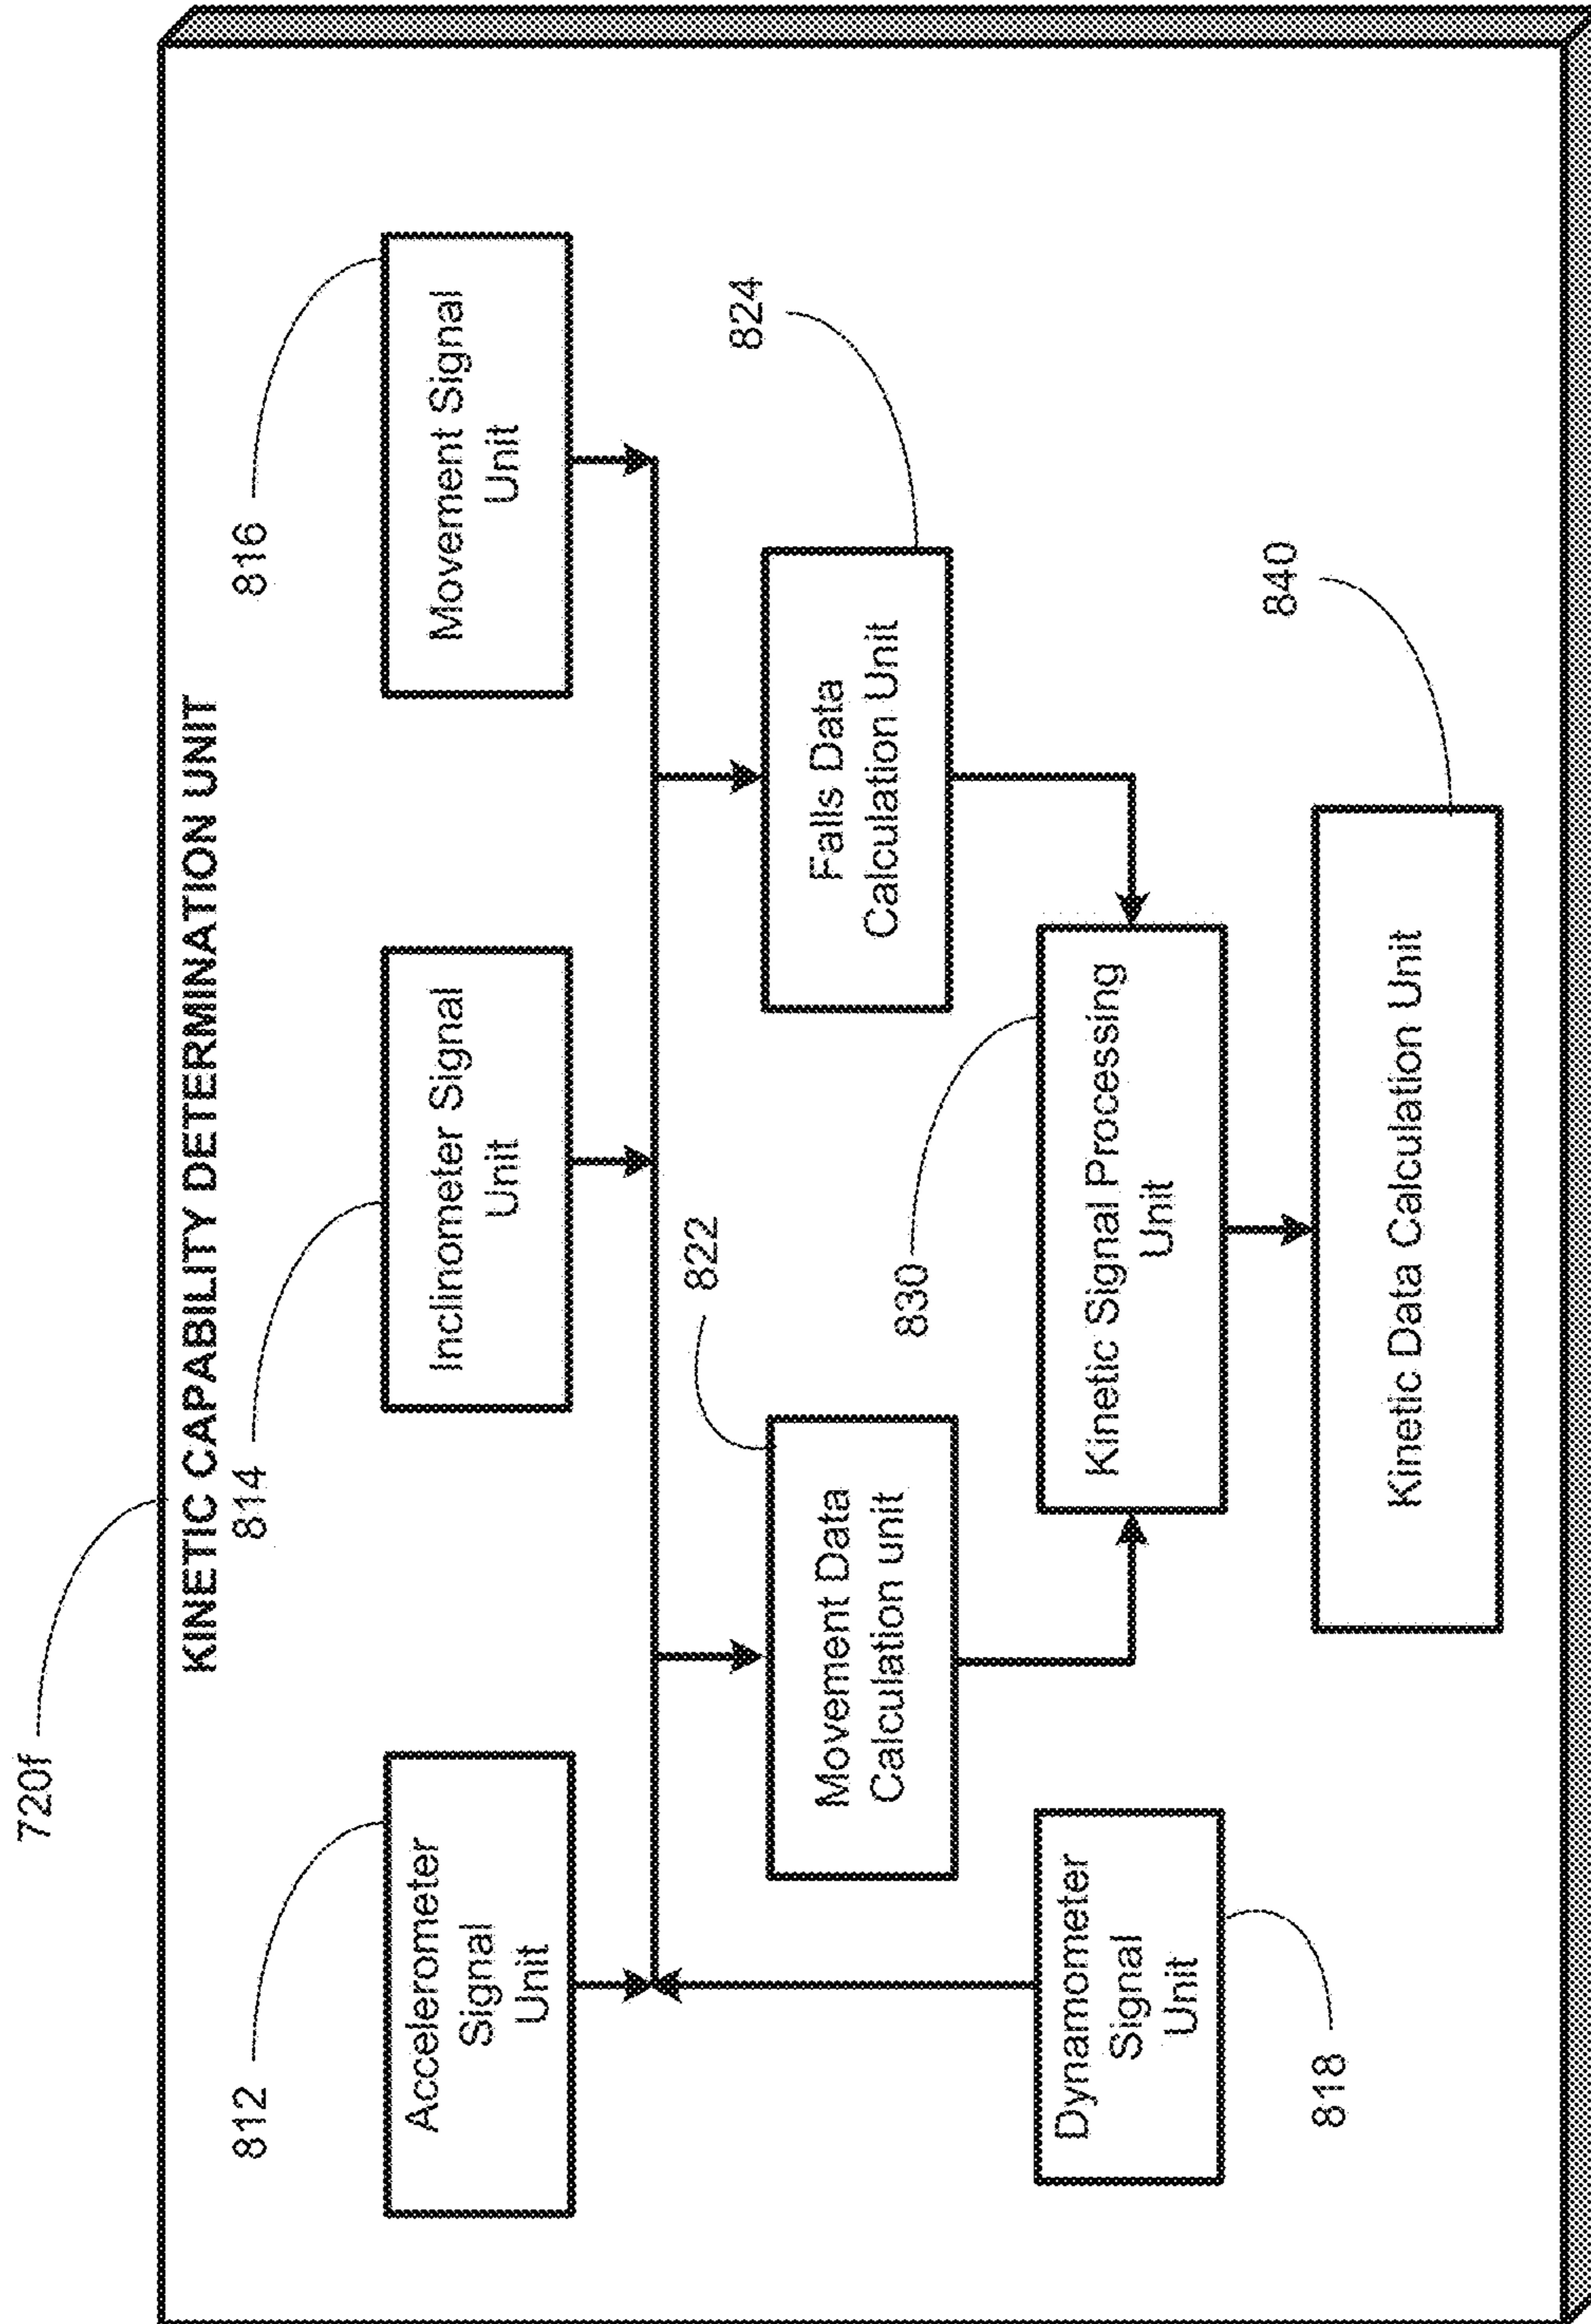 720f
KINETIC CAPABILITY DETERMINATION UNIT
812
814
816
Accelerometer
Signal
Unit
Inclinometer Signal
Unit
Movement Signal
Unit
822
824
Movement Data
Calculation unit
Falls Data
Calculation Unit
830
840
Dynamometer
Signal
Unit
Kinetic Signal Processing
Unit
818
Kinetic Data Calculation Unit